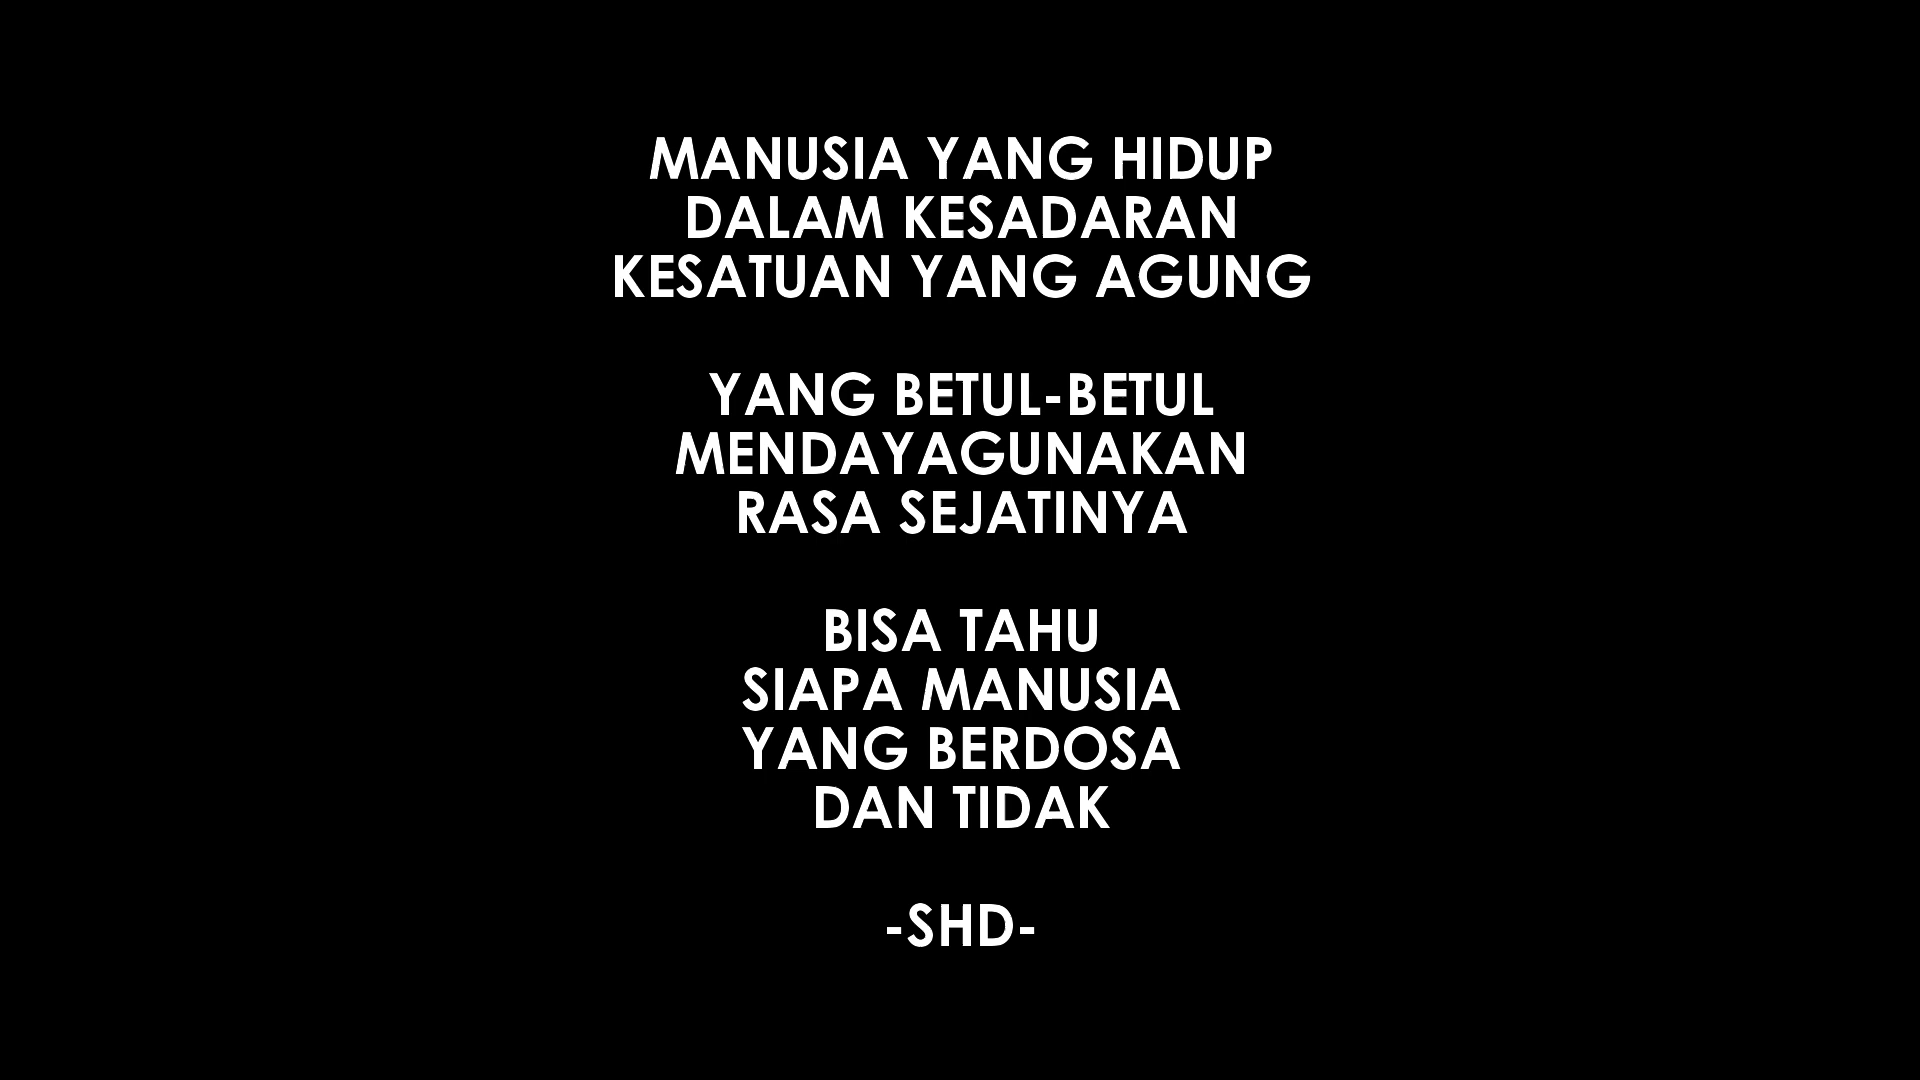 MANUSIA YANG HIDUP
DALAM KESADARAN
KESATUAN YANG AGUNG
YANG BETUL-BETUL
MENDAYAGUNAKAN
RASA SEJATINYA
BISA TAHU
SIAPA MANUSIA
YANG BERDOSA
DAN TIDAK
-SHD-